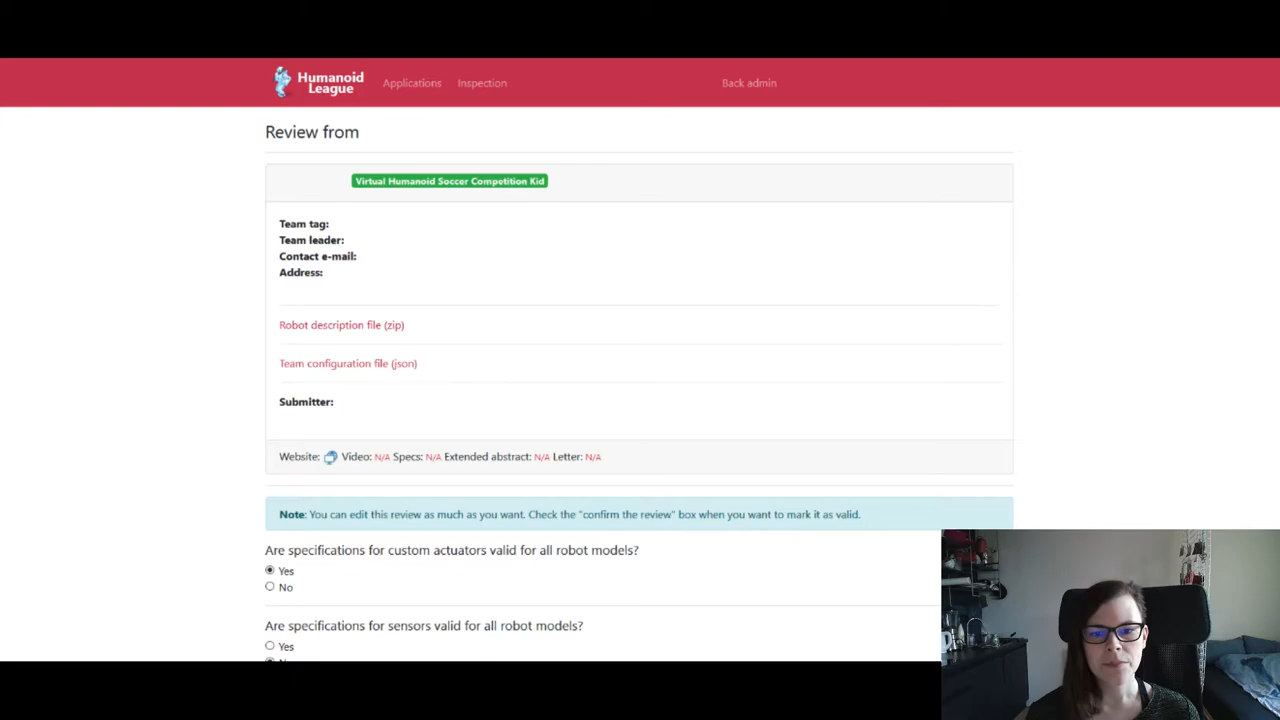 Humanoid
League
Applications Inspection Back admin
Review from
Virtual Humanoid Soccer Competition Kid
Team tag:
Team leader:
Contact e-mail:
Address:
Robot description file (zip)
Team configuration file (json)
Submitter:
Website: Video: N/A Specs: N/A Extended abstract: N/A Letter: N/A
Note: You can edit this review as much as you want. Check the "confirm the review" box when you want to mark it as valid.
Are specifications for custom actuators valid for all robot models?
Yes
No
Are specifications for sensors valid for all robot models?
Yes